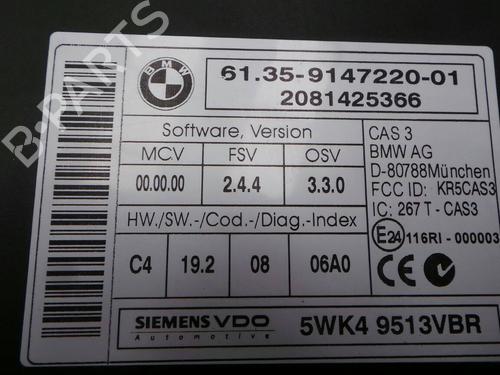 BMW
61.35-9147220-01
2081425366
Software, Version
MCV FSV OSV
00.00.00 2.4.4 3.3.0
HW./SW.-/Cod.-/Diag.-Index
C4 19.2 08 06A0
CAS 3
BMW AG
D-80788München
FCC ID: KR5CAS3
IC: 267 T - CAS3
E24 116RI - 000003
CE
SIEMENS VDO
Automotive
5WK4 9513VBR
B-PARTS